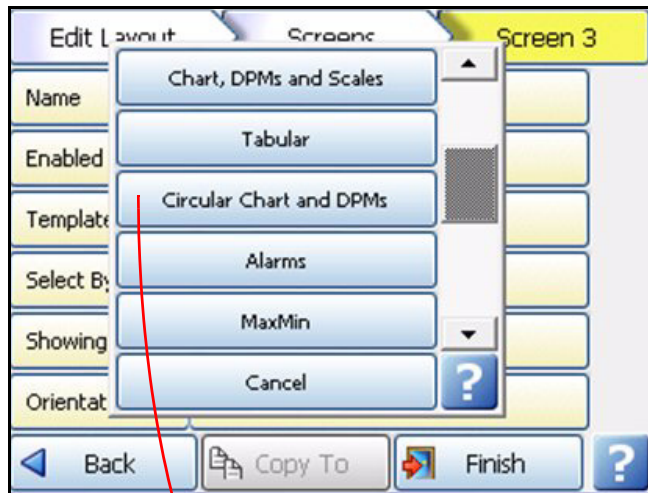 Edit Layout Screens Screen 3
Chart, DPMs and Scales
Name
Tabular
Enabled
Circular Chart and DPMs
Template
Alarms
Select By
MaxMin
Showing
Cancel
?
Orientat
Back Copy To Finish ?